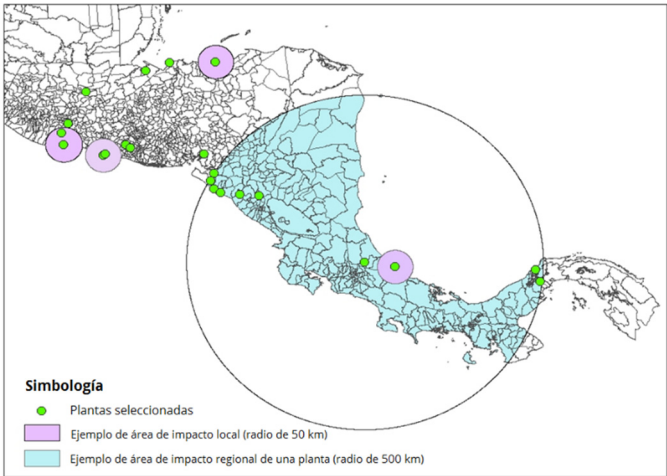 Simbología
Plantas seleccionadas
Ejemplo de área de impacto local (radio de 50 km)
Ejemplo de área de impacto regional de una planta (radio de 500 km)